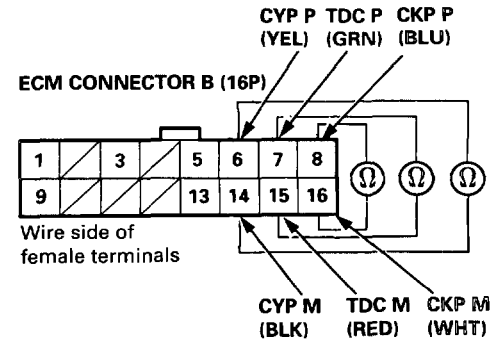 CYP P TDC P CKP P
(YEL) (GRN) (BLU)
ECM CONNECTOR B (16P)
1 3 5 6 7 8
Ω Ω Ω
9 13 14 15 16
Wire side of
female terminals
CYP M TDC M CKP M
(BLK) (RED) (WHT)